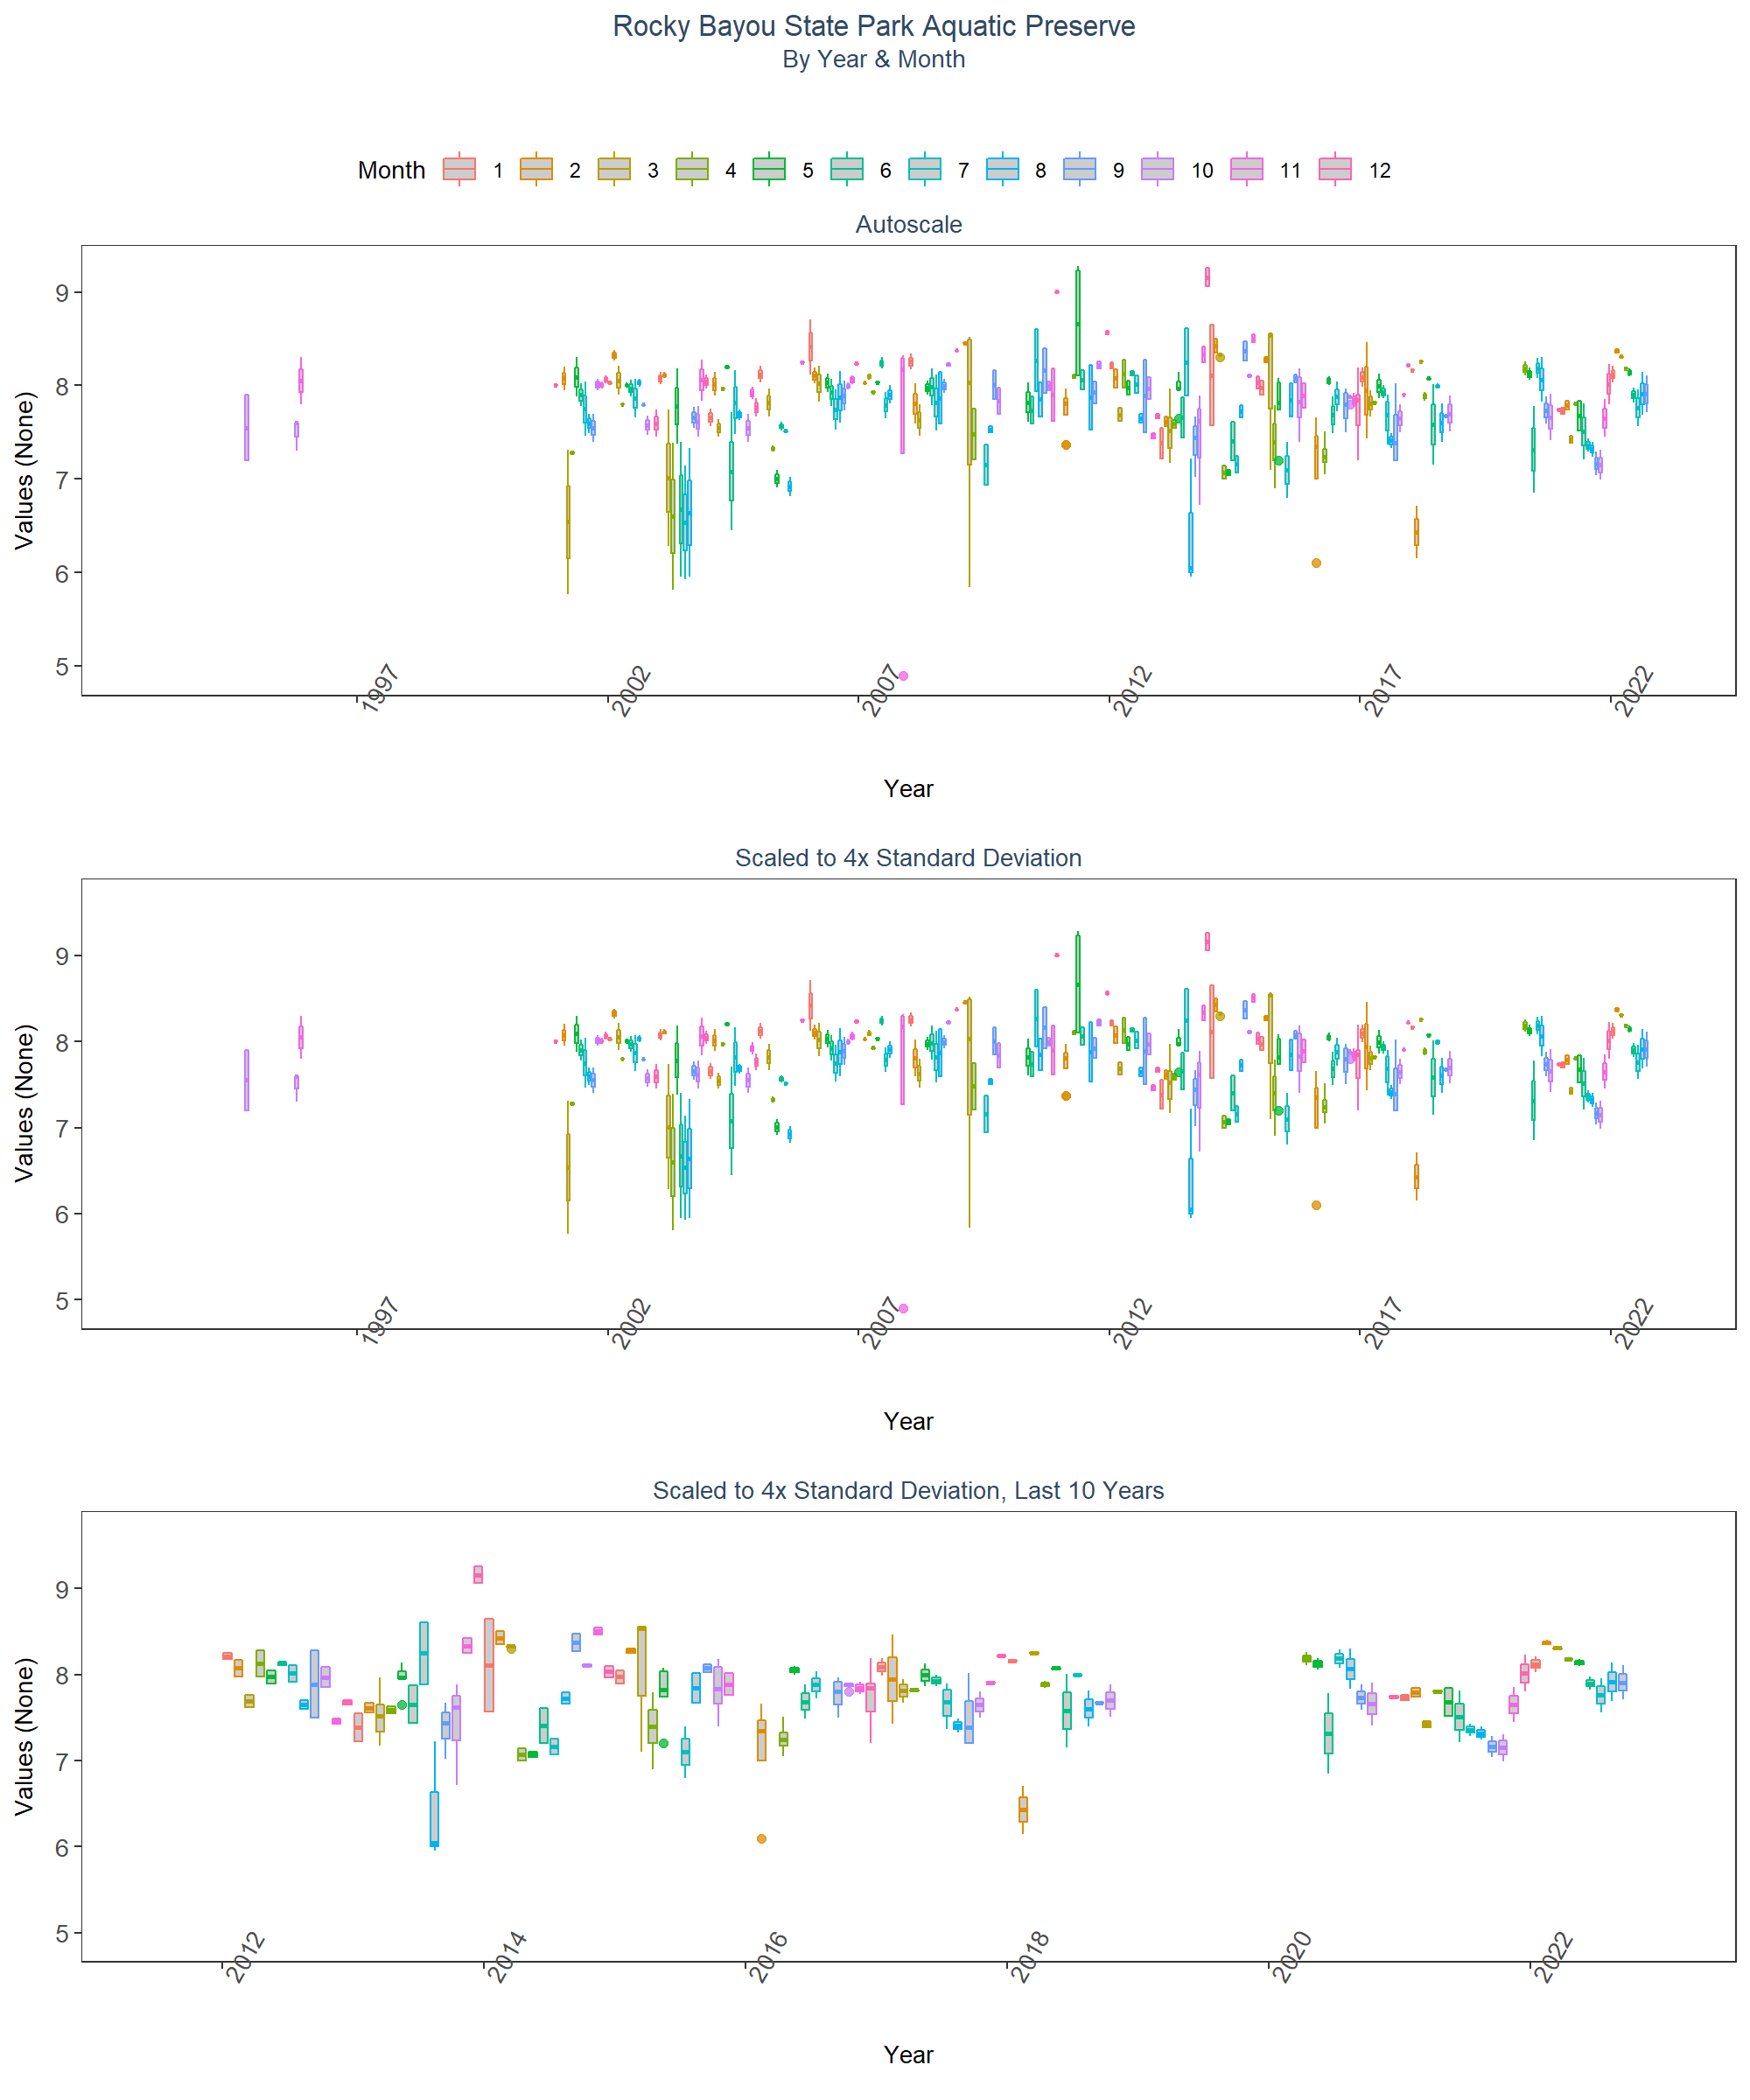 Rocky Bayou State Park Aquatic Preserve
By Year & Month
Month 1 2 3 4 5 6 7 8 9 10 11 12
Autoscale
Values (None)
9
8
7
6
5
1997 2002 2007 2012 2017 2022
Year
Scaled to 4x Standard Deviation
Values (None)
9
8
7
6
5
1997 2002 2007 2012 2017 2022
Year
Scaled to 4x Standard Deviation, Last 10 Years
Values (None)
9
8
7
6
5
2012 2014 2016 2018 2020 2022
Year